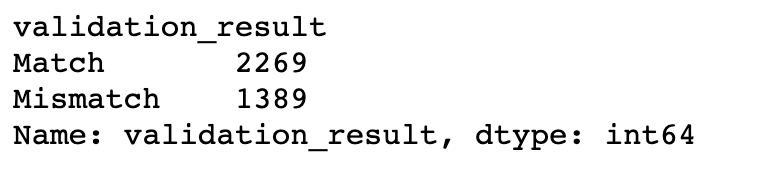 validation_result
Match       2269
Mismatch    1389
Name: validation_result, dtype: int64